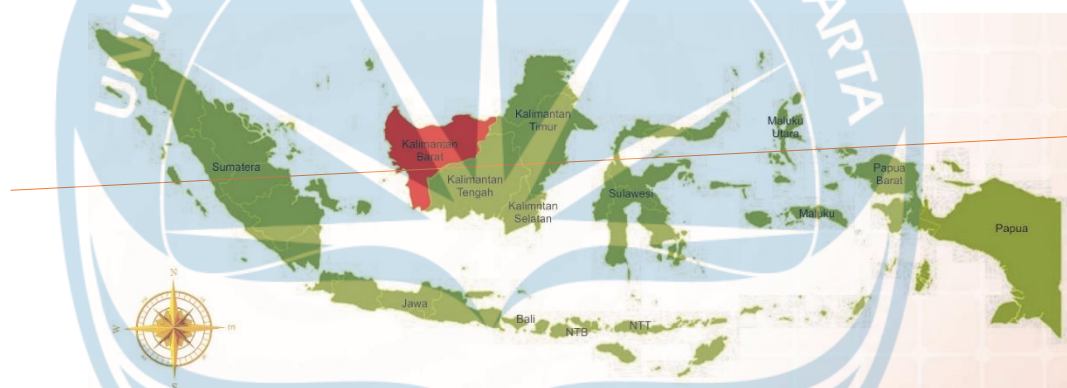 UNIV
ARTA
Kalimantan
Timur
Maluku
Utara
Kalimantan
Barat
Sumatera
Papua
Barat
Kalimantan
Tengah
Sulawesi
Kalimntan
Selatan
Maluku
Papua
Jawa
Bali
NTB
NTT
N
W
E
S